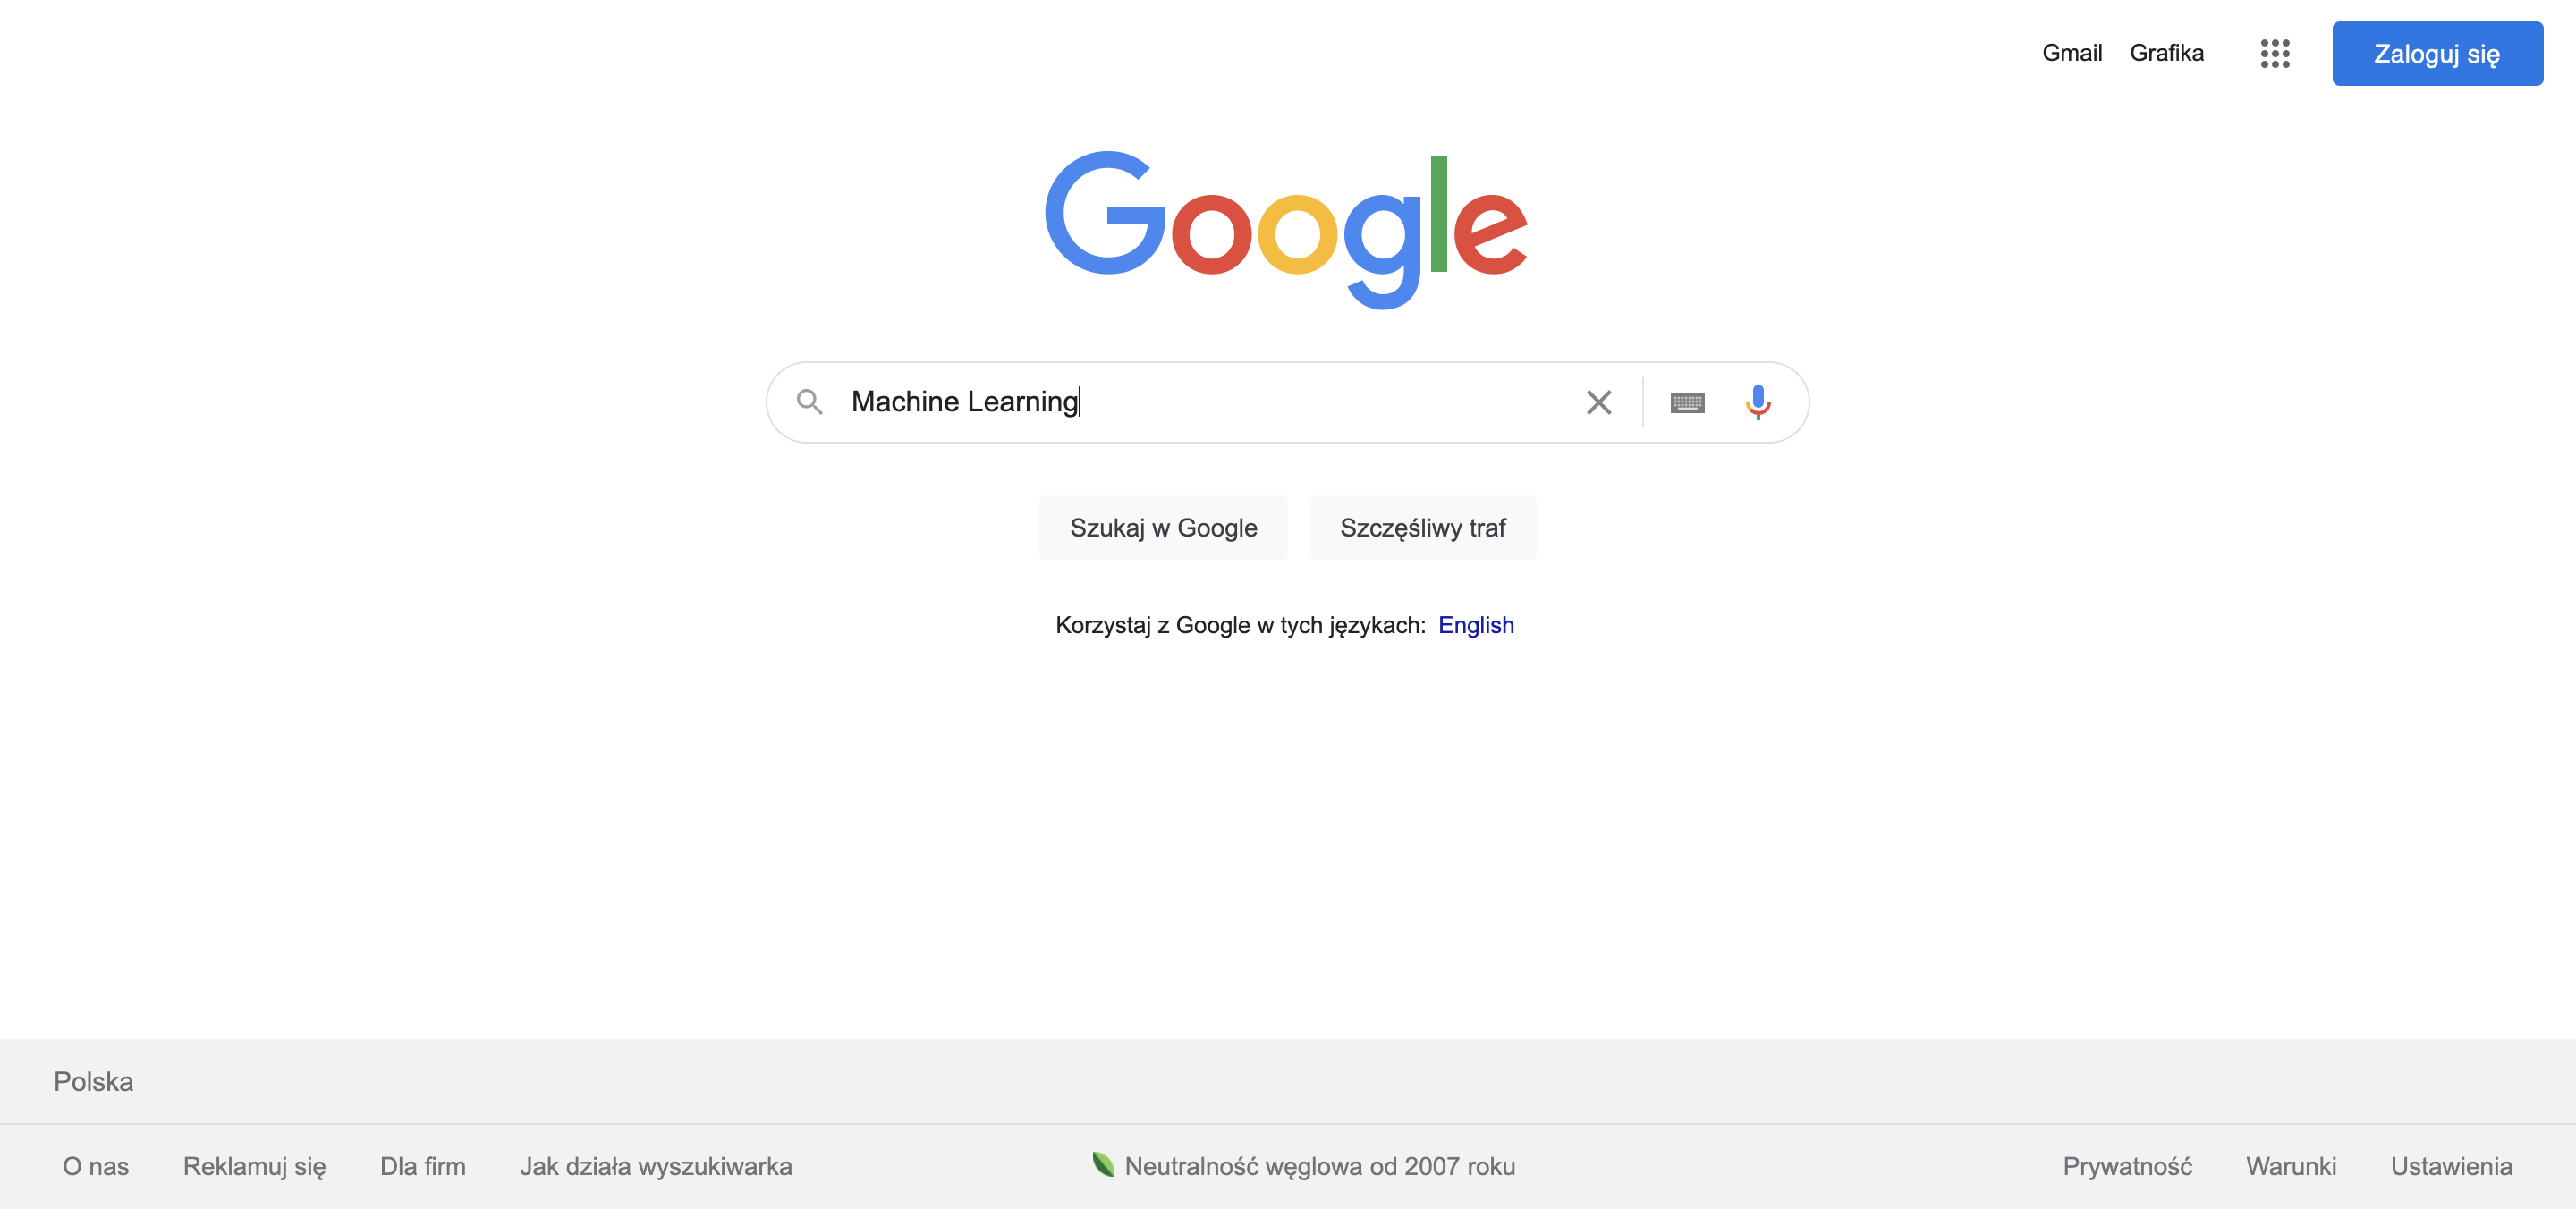 Gmail Grafika Zaloguj się
Google
Machine Learning
Szukaj w Google Szczęśliwy traf
Korzystaj z Google w tych językach: English
Polska
O nas Reklamuj się Dla firm Jak działa wyszukiwarka Neutralność węglowa od 2007 roku Prywatność Warunki Ustawienia